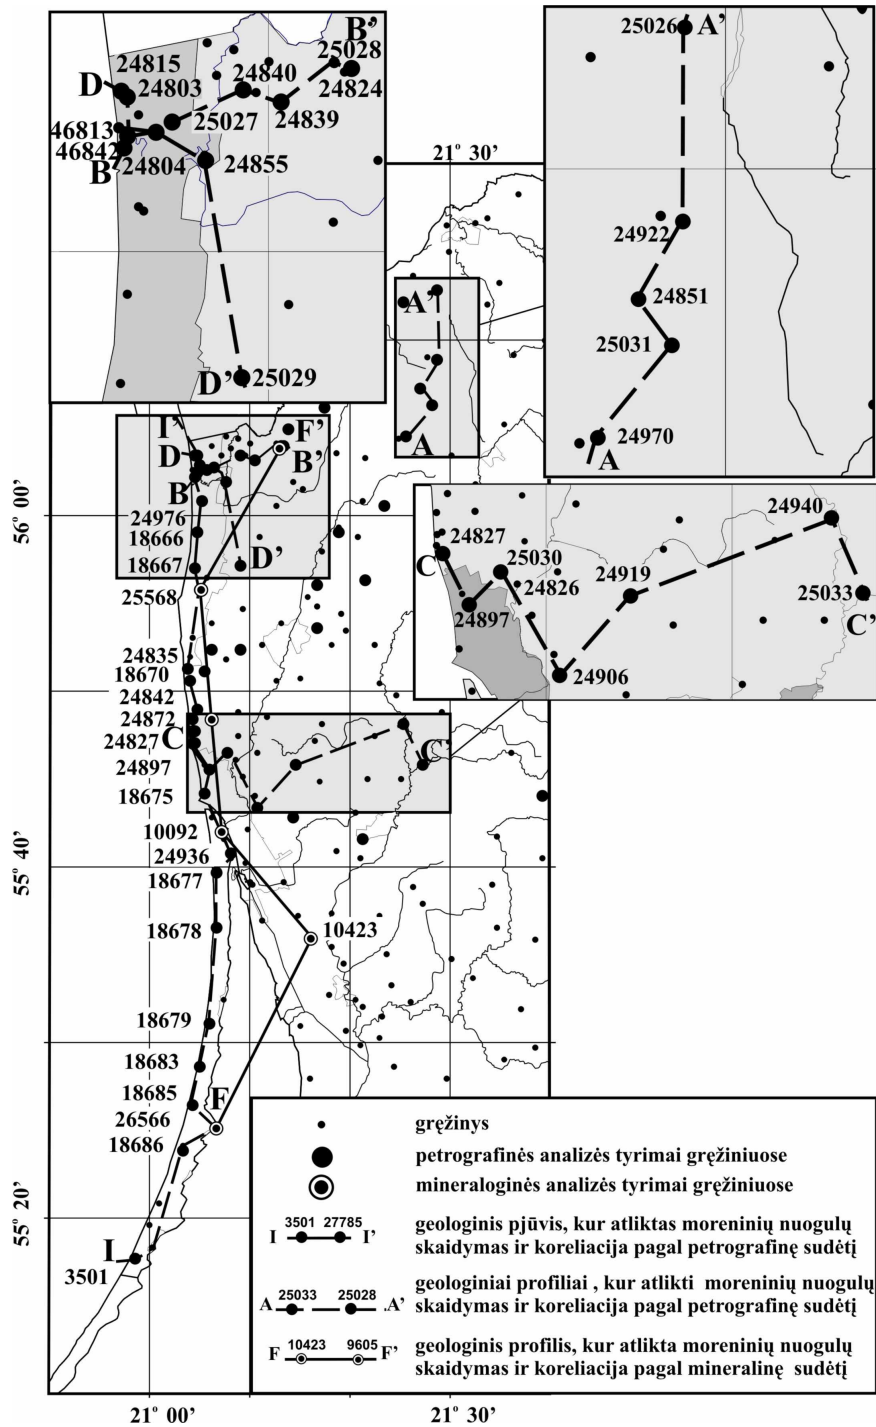 B'
25028
24815
24840
D
24803
24824
25027
24839
46813
46842
24804
24855
B
D'
25029
21° 30'
25026
A'
24922
24851
25031
24970
A
A'
A
I'
F'
D
B'
B
D'
56° 00'
24976
18666
18667
25568
24835
18670
24842
24872
C
24827
24897
18675
C'
10092
24936
55° 40'
18677
18678
10423
18679
18683
18685
F
26566
18686
55° 20'
I
3501
24940
24827
25030
C
24919
24826
25033
24897
C'
24906
gręžinys
petrografinės analizės tyrimai gręžiniuose
mineraloginės analizės tyrimai gręžiniuose
3501 27785
I I'
geologinis pjūvis, kur atliktas moreninių nuogulų
skaidymas ir koreliacija pagal petrografinę sudėtį
25033 25028
A A'
geologiniai profiliai , kur atlikti moreninių nuogulų
skaidymas ir koreliacija pagal petrografinę sudėtį
10423 9605
F F'
geologinis profilis, kur atlikta moreninių nuogulų
skaidymas ir koreliacija pagal mineralinę sudėtį
21° 00'
21° 30'